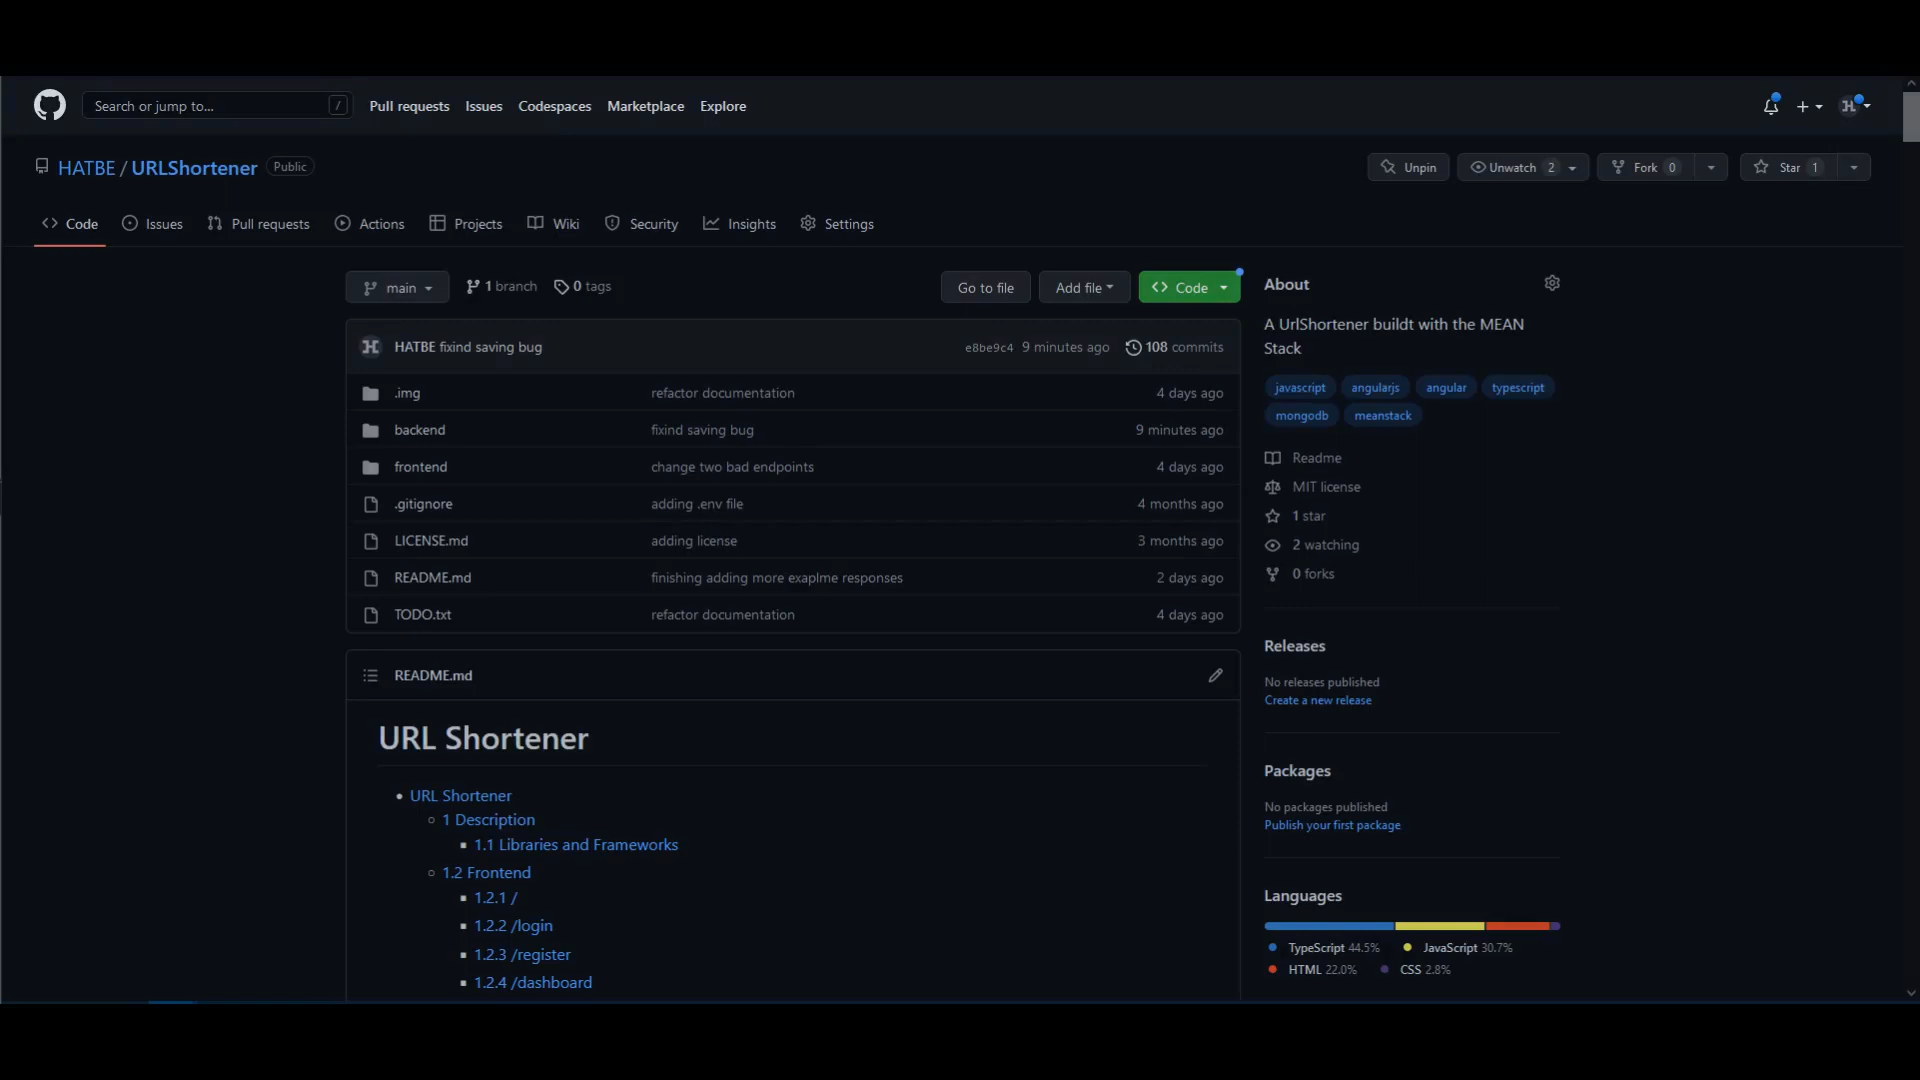 Search or jump to... / Pull requests Issues Codespaces Marketplace Explore
HATBE / URLShortener Public Unpin Unwatch 2 Fork 0 Star 1
Code Issues Pull requests Actions Projects Wiki Security Insights Settings
main 1 branch 0 tags Go to file Add file Code
HATBE fixind saving bug e8be9c4 9 minutes ago 108 commits
.img refactor documentation 4 days ago
backend fixind saving bug 9 minutes ago
frontend change two bad endpoints 4 days ago
.gitignore adding .env file 4 months ago
LICENSE.md adding license 3 months ago
README.md finishing adding more exaplme responses 2 days ago
TODO.txt refactor documentation 4 days ago
README.md
URL Shortener
URL Shortener
1 Description
1.1 Libraries and Frameworks
1.2 Frontend
1.2.1 /
1.2.2 /login
1.2.3 /register
1.2.4 /dashboard
About
A UrlShortener buildt with the MEAN
Stack
javascript angularjs angular typescript
mongodb meanstack
Readme
MIT license
1 star
2 watching
0 forks
Releases
No releases published
Create a new release
Packages
No packages published
Publish your first package
Languages
TypeScript 44.5% JavaScript 30.7%
HTML 22.0% CSS 2.8%